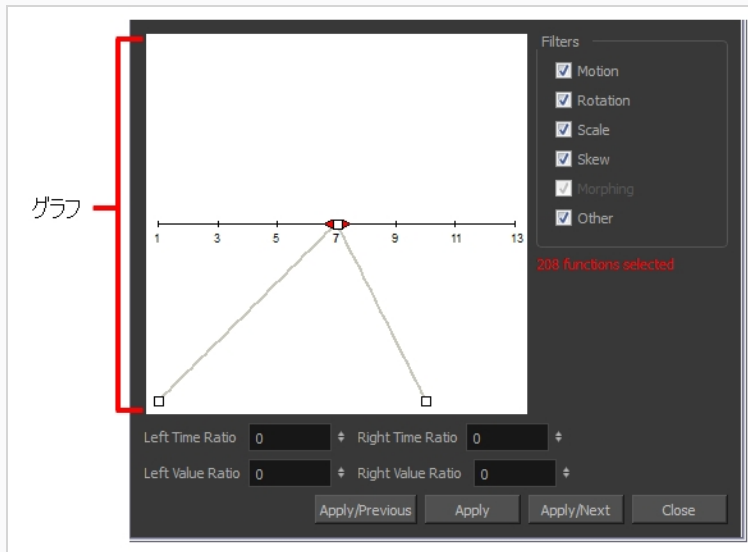 グラフ
1 3 5 7 9 11 13
Filters
Motion
Rotation
Scale
Skew
Morphing
Other
208 functions selected
Left Time Ratio 0 Right Time Ratio 0
Left Value Ratio 0 Right Value Ratio 0
Apply/Previous Apply Apply/Next Close